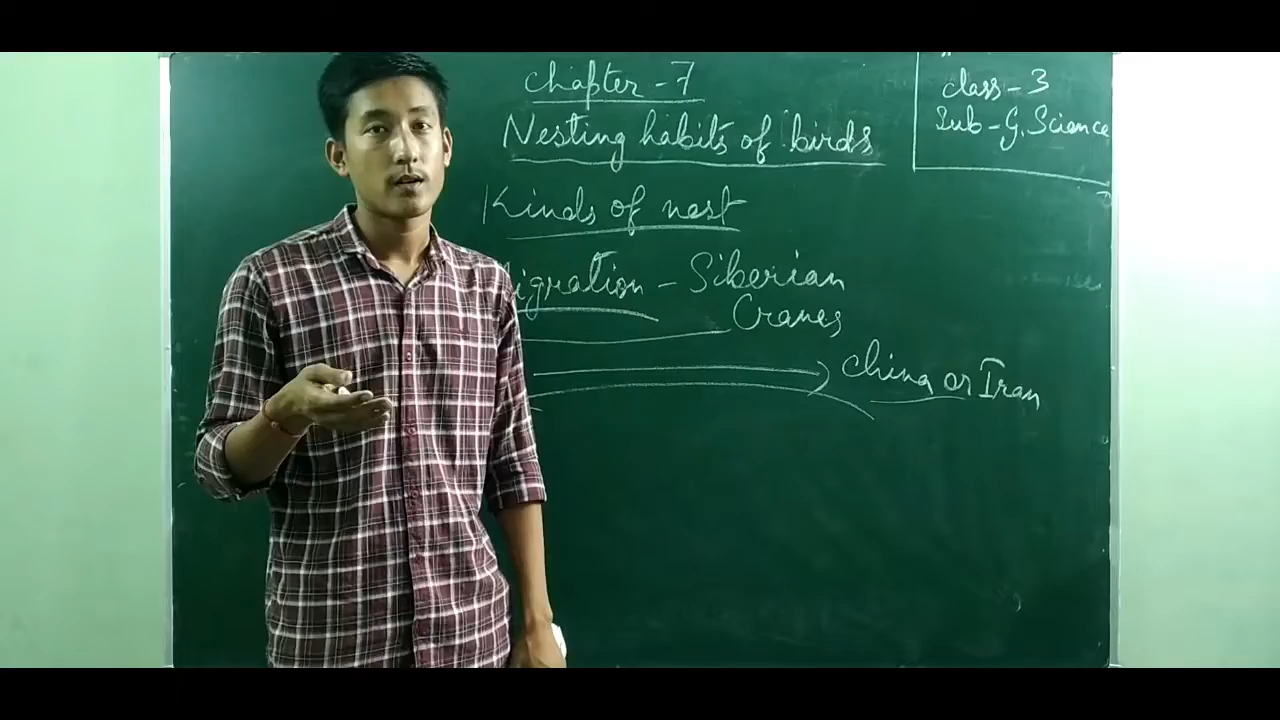 Chapter - 7
Nesting habits of birds
Kinds of nest
Migration - Siberian
Cranes
China or Iran
class - 3
Sub - G. Science